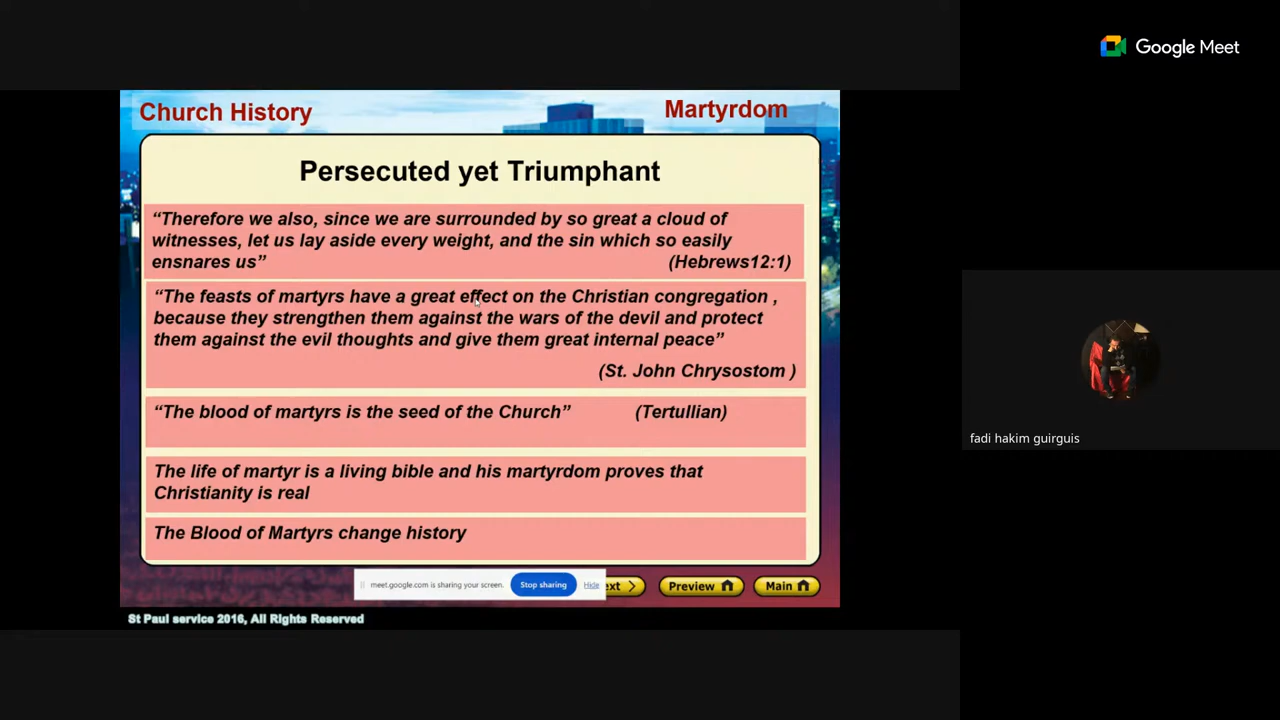 Google Meet
Church History
Martyrdom
Persecuted yet Triumphant
“Therefore we also, since we are surrounded by so great a cloud of
witnesses, let us lay aside every weight, and the sin which so easily
ensnares us” (Hebrews12:1)
“The feasts of martyrs have a great effect on the Christian congregation ,
because they strengthen them against the wars of the devil and protect
them against the evil thoughts and give them great internal peace”
(St. John Chrysostom )
“The blood of martyrs is the seed of the Church” (Tertullian)
The life of martyr is a living bible and his martyrdom proves that
Christianity is real
The Blood of Martyrs change history
meet.google.com is sharing your screen. Stop sharing Hide
ext Preview Main
St Paul service 2016, All Rights Reserved
fadi hakim guirguis